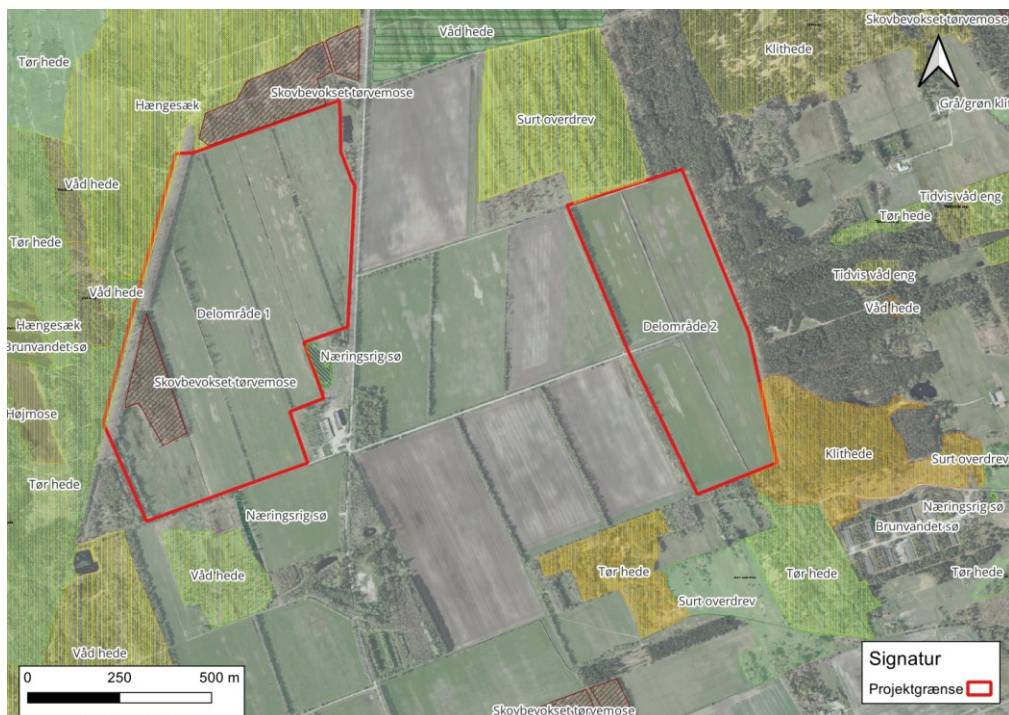 Skovbevokset tørvemose
Våd hede
Klithede
Tør hede
Skovbevokset tørvemose
Hængesæk
Grå/grøn klit
Surt overdrev
Våd hede
Tidvis våd eng
Tør hede
Tør hede
Tidvis våd eng
Våd hede
Våd hede
Delområde 1
Hængesæk
Delområde 2
Brunvandet sø
Næringsrig sø
Skovbevokset tørvemose
Højmose
Klithede
Surt overdrev
Tør hede
Næringsrig sø
Næringsrig sø
Brunvandet sø
Våd hede
Tør hede
Tør hede
Tør hede
Surt overdrev
Våd hede
Signatur
Projektgrænse
0 250 500 m
Skovbevokset tørvemose